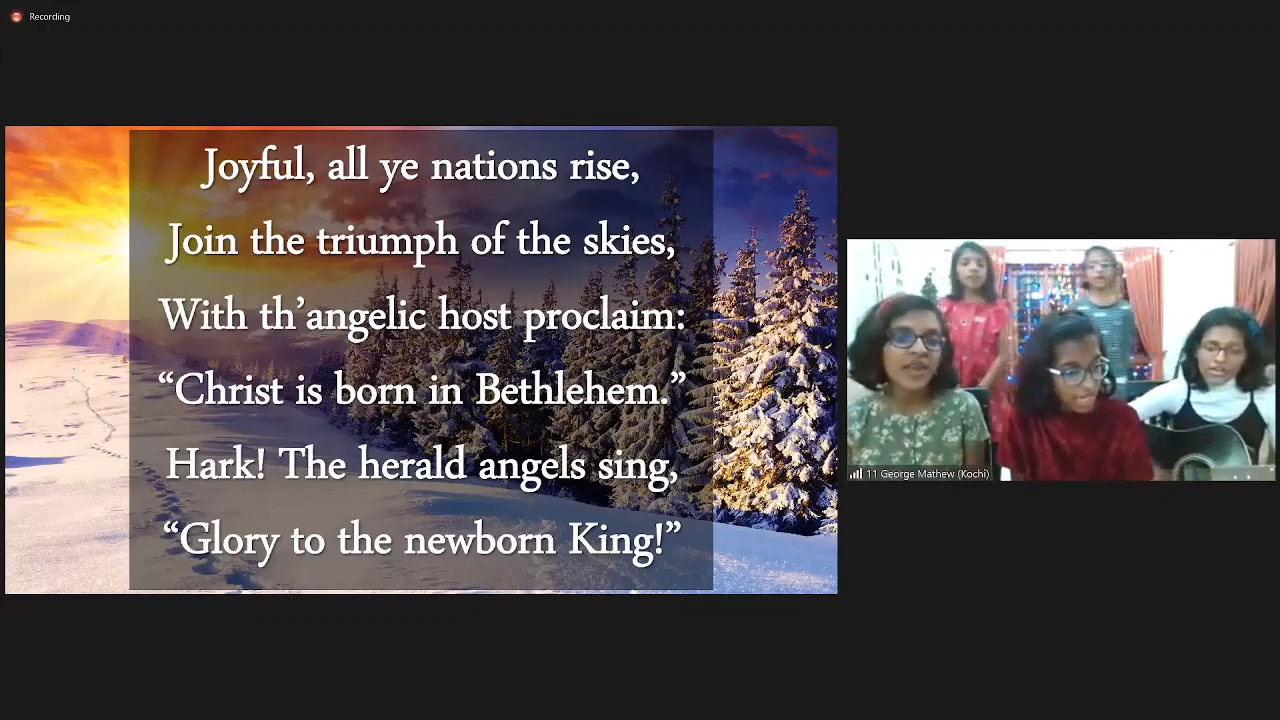 Recording
Joyful, all ye nations rise,
Join the triumph of the skies,
With th’angelic host proclaim:
“Christ is born in Bethlehem.”
Hark! The herald angels sing,
“Glory to the newborn King!”
11 George Mathew (Kochi)